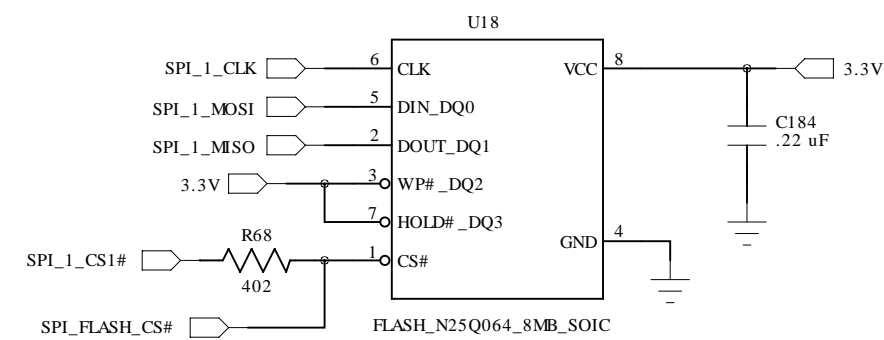 U18
SPI_1_CLK 6 CLK VCC 8 3.3V
SPI_1_MOSI 5 DIN_DQ0
C184
.22 uF
SPI_1_MISO 2 DOUT_DQ1
3.3V 3 WP#_DQ2
7 HOLD#_DQ3
R68
GND 4
SPI_1_CS1# 1 CS#
402
SPI_FLASH_CS#
FLASH_N25Q064_8MB_SOIC